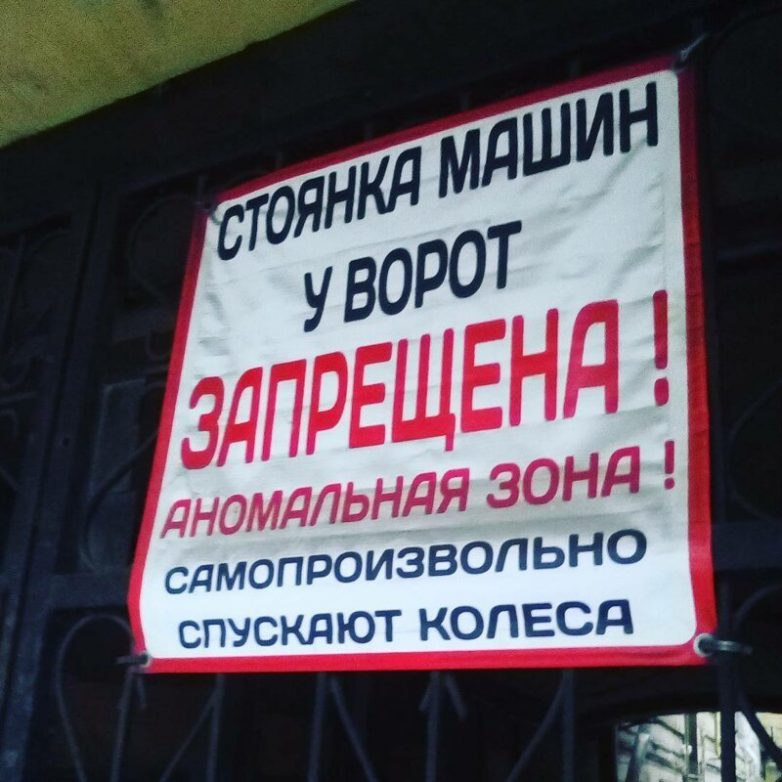 СТОЯНКА МАШИН
У ВОРОТ
ЗАПРЕЩЕНА!
АНОМАЛЬНАЯ ЗОНА!
САМОПРОИЗВОЛЬНО
СПУСКАЮТ КОЛЕСА